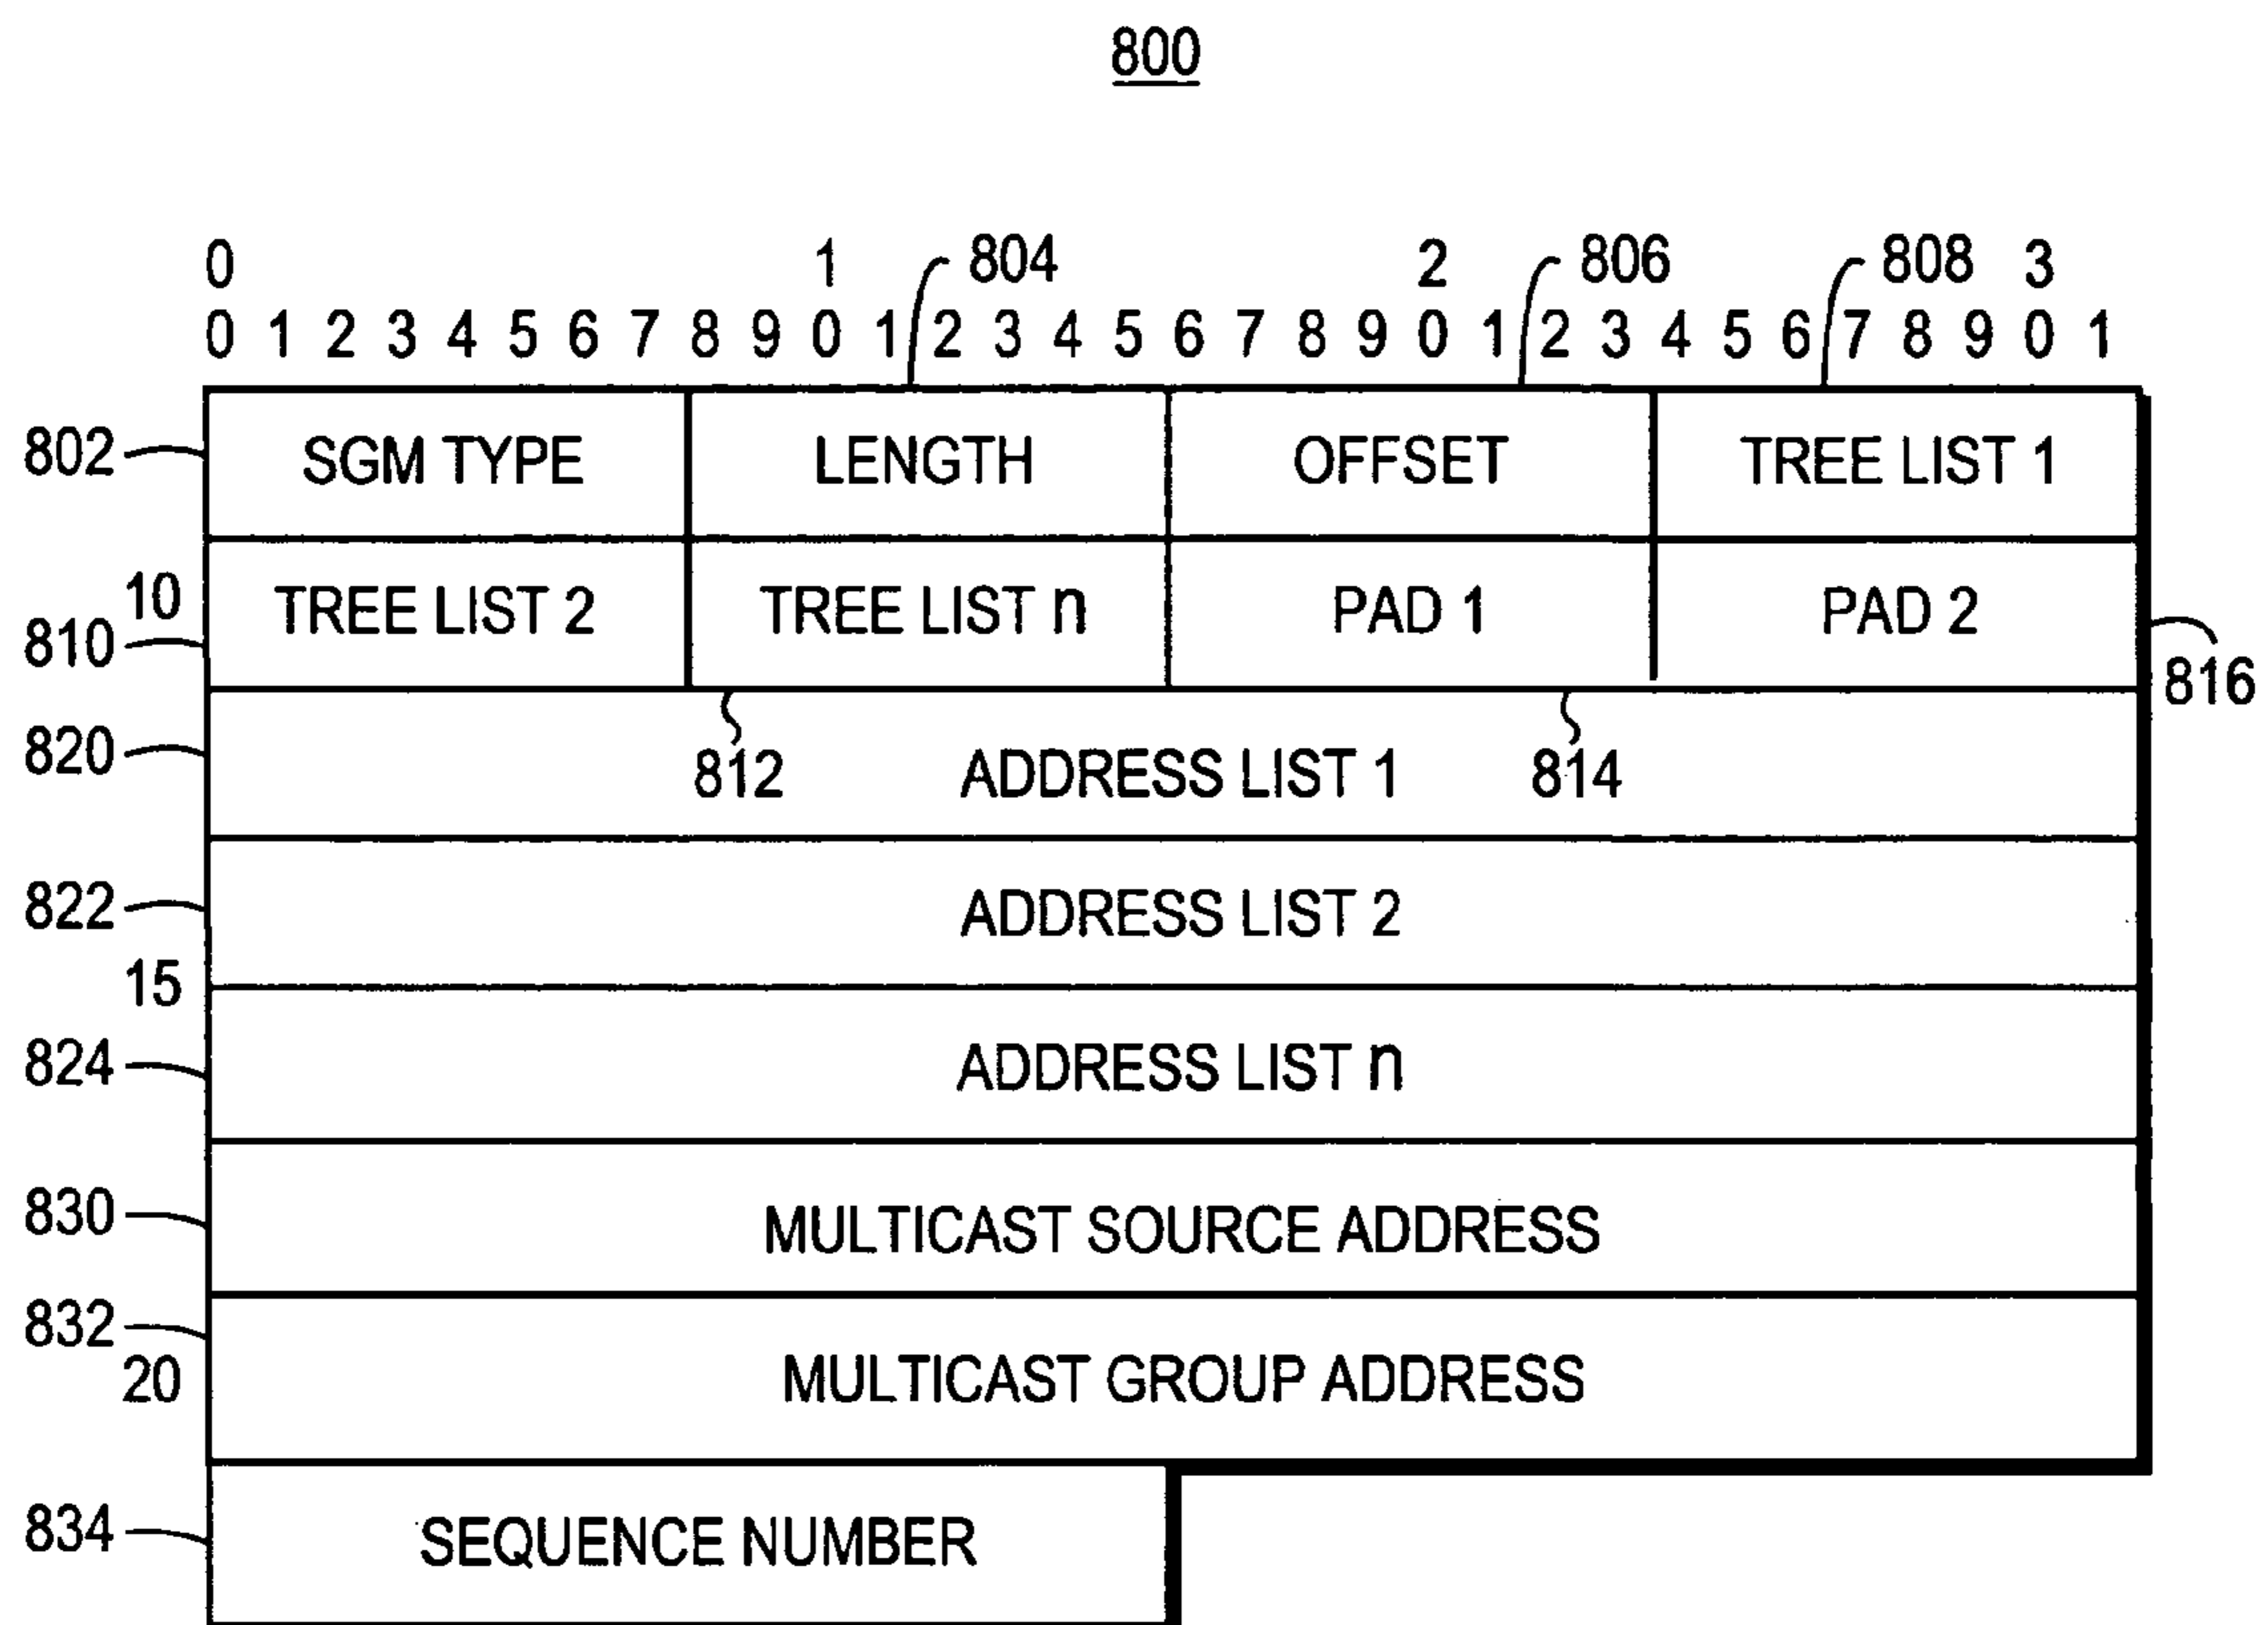 800
0 1 804 2 806 808 3
0 1 2 3 4 5 6 7 8 9 0 1 2 3 4 5 6 7 8 9 0 1 2 3 4 5 6 7 8 9 0 1
802 SGM TYPE LENGTH OFFSET TREE LIST 1
10 TREE LIST 2 TREE LIST n PAD 1 PAD 2
810 816
820 812 ADDRESS LIST 1 814
822 ADDRESS LIST 2
15
824 ADDRESS LIST n
830 MULTICAST SOURCE ADDRESS
832
20 MULTICAST GROUP ADDRESS
834 SEQUENCE NUMBER